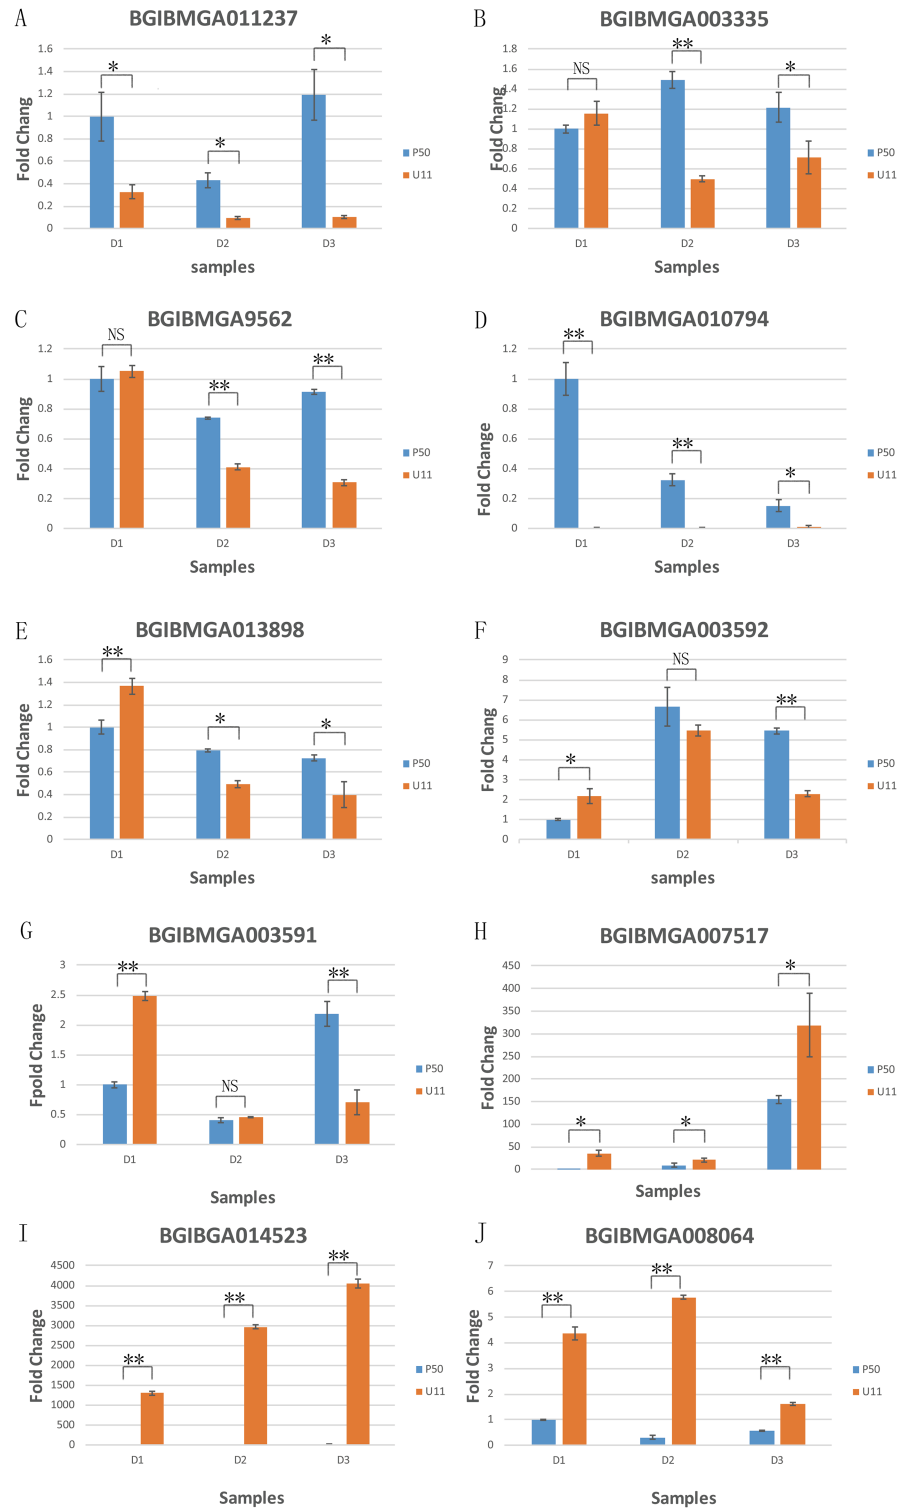 A
BGIBMGA011237
1.6
1.4
1.2
1
0.8
0.6
0.4
0.2
0
Fold Chang
*
*
*
D1
D2
D3
samples
P50
U11
B
BGIBMGA003335
1.8
1.6
1.4
1.2
1
0.8
0.6
0.4
0.2
0
Fold Chang
NS
**
*
D1
D2
D3
Samples
P50
U11
C
BGIBMGA9562
1.2
1
0.8
0.6
0.4
0.2
0
Fold Chang
NS
**
**
D1
D2
D3
Samples
P50
U11
D
BGIBMGA010794
1.2
1
0.8
0.6
0.4
0.2
0
Fold Change
**
**
*
D1
D2
D3
Samples
P50
U11
E
BGIBMGA013898
1.6
1.4
1.2
1
0.8
0.6
0.4
0.2
0
Fold Change
**
*
*
D1
D2
D3
Samples
P50
U11
F
BGIBMGA003592
9
8
7
6
5
4
3
2
1
0
Fold Chang
*
NS
**
D1
D2
D3
samples
P50
U11
G
BGIBMGA003591
3
2.5
2
1.5
1
0.5
0
Fpold Change
**
NS
**
D1
D2
D3
Samples
P50
U11
H
BGIBMGA007517
450
400
350
300
250
200
150
100
50
0
Fold Chang
*
*
*
Samples
P50
U11
I
BGIBGA014523
4500
4000
3500
3000
2500
2000
1500
1000
500
0
Fold Change
**
**
**
D1
D2
D3
Samples
P50
U11
J
BGIBMGA008064
7
6
5
4
3
2
1
0
Fold Change
**
**
**
D1
D2
D3
Samples
P50
U11